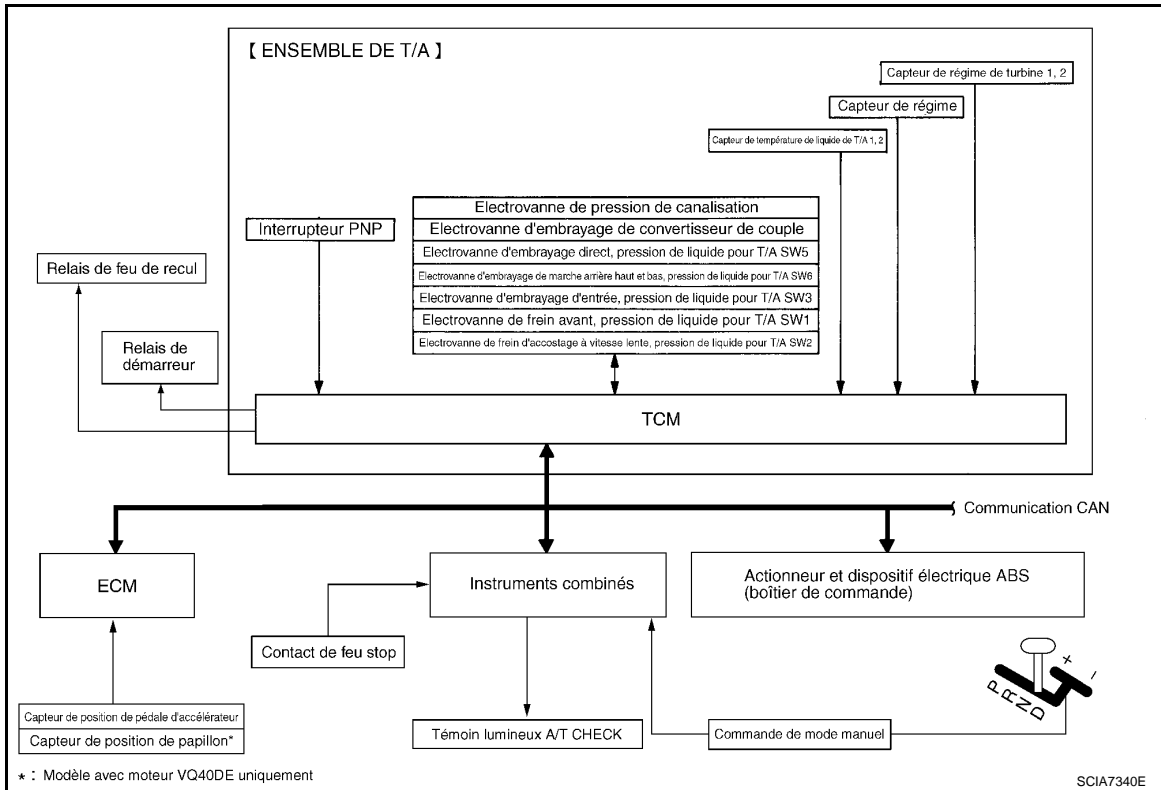 【 ENSEMBLE DE T/A 】
Capteur de régime de turbine 1, 2
Capteur de régime
Capteur de température de liquide de T/A 1, 2
Electrovanne de pression de canalisation
Electrovanne d'embrayage de convertisseur de couple
Electrovanne d'embrayage direct, pression de liquide pour T/A SW5
Electrovanne d'embrayage de marche arrière haut et bas, pression de liquide pour T/A SW6
Electrovanne d'embrayage d'entrée, pression de liquide pour T/A SW3
Electrovanne de frein avant, pression de liquide pour T/A SW1
Electrovanne de frein d'accostage à vitesse lente, pression de liquide pour T/A SW2
Interrupteur PNP
Relais de feu de recul
Relais de
démarreur
TCM
Communication CAN
ECM
Instruments combinés
Actionneur et dispositif électrique ABS
(boîtier de commande)
Contact de feu stop
+
−
P R N D
Capteur de position de pédale d'accélérateur
Capteur de position de papillon*
Témoin lumineux A/T CHECK
Commande de mode manuel
* : Modèle avec moteur VQ40DE uniquement
SCIA7340E